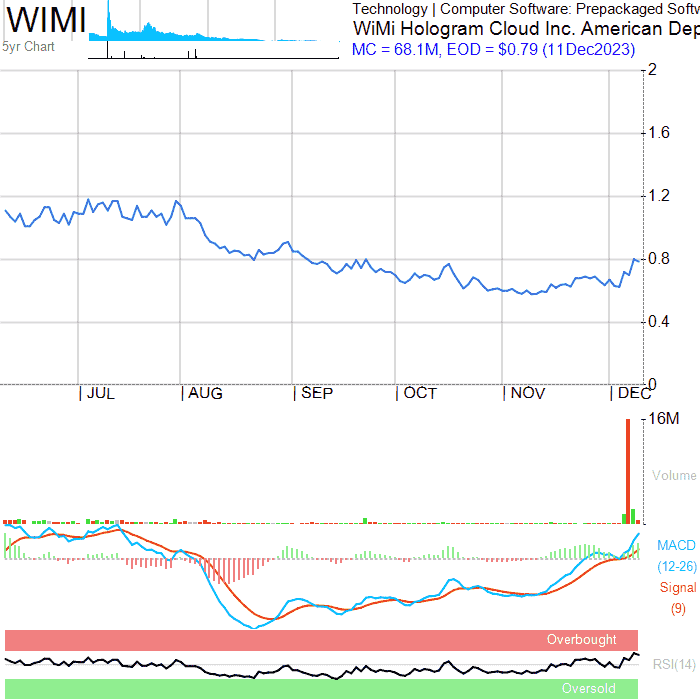 WIMI
5yr Chart
Technology | Computer Software: Prepackaged Softw
WiMi Hologram Cloud Inc. American Dep
MC = 68.1M, EOD = $0.79 (11Dec2023)
2
1.6
1.2
0.8
0.4
0
| JUL | AUG | SEP | OCT | NOV | DEC
16M
Volume
MACD
(12-26)
Signal
(9)
Overbought
RSI(14)
Oversold